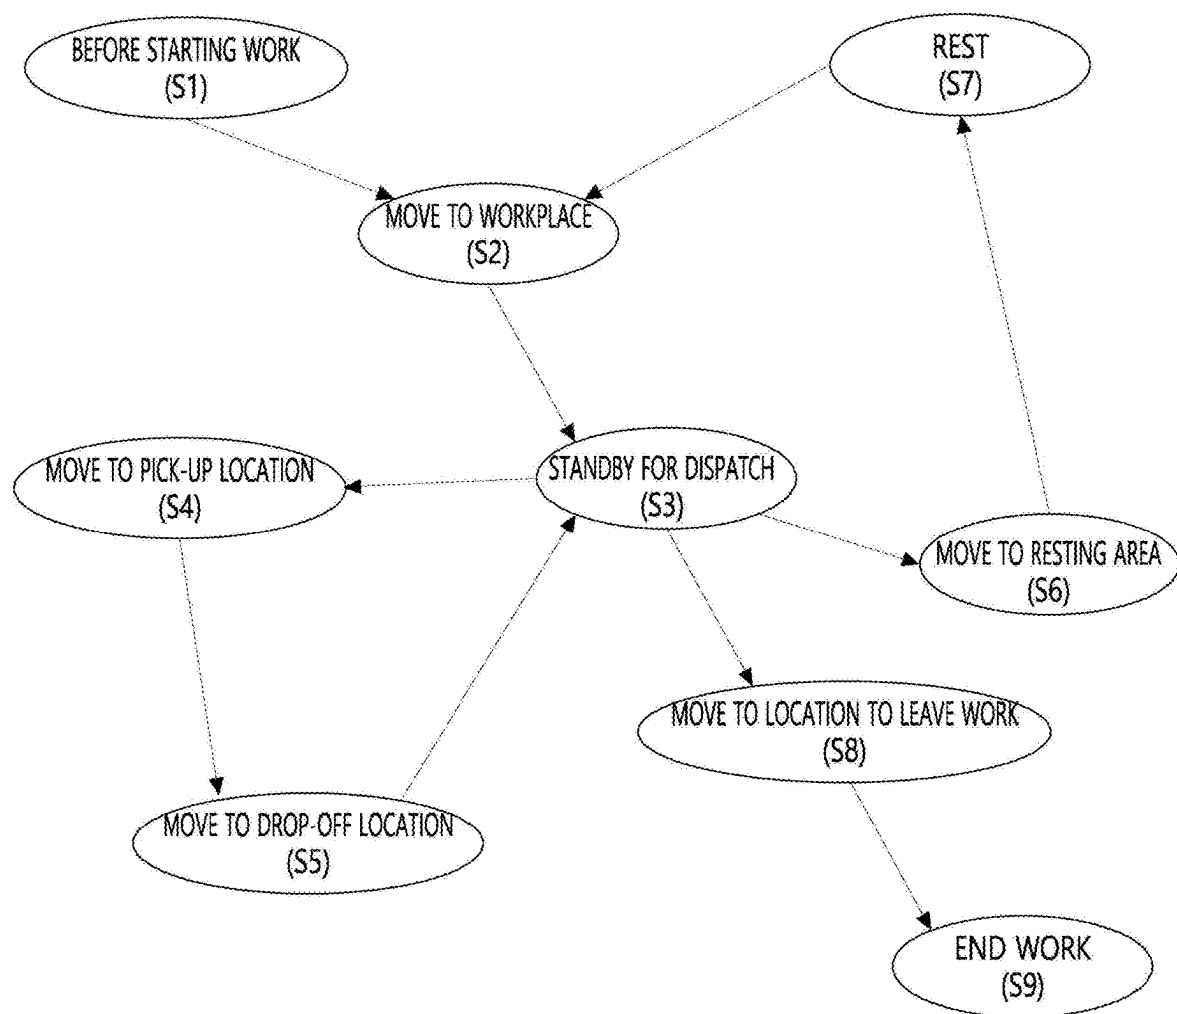 BEFORE STARTING WORK
(S1)
REST
(S7)
MOVE TO WORKPLACE
(S2)
MOVE TO PICK-UP LOCATION
(S4)
STANDBY FOR DISPATCH
(S3)
MOVE TO RESTING AREA
(S6)
MOVE TO LOCATION TO LEAVE WORK
(S8)
MOVE TO DROP-OFF LOCATION
(S5)
END WORK
(S9)